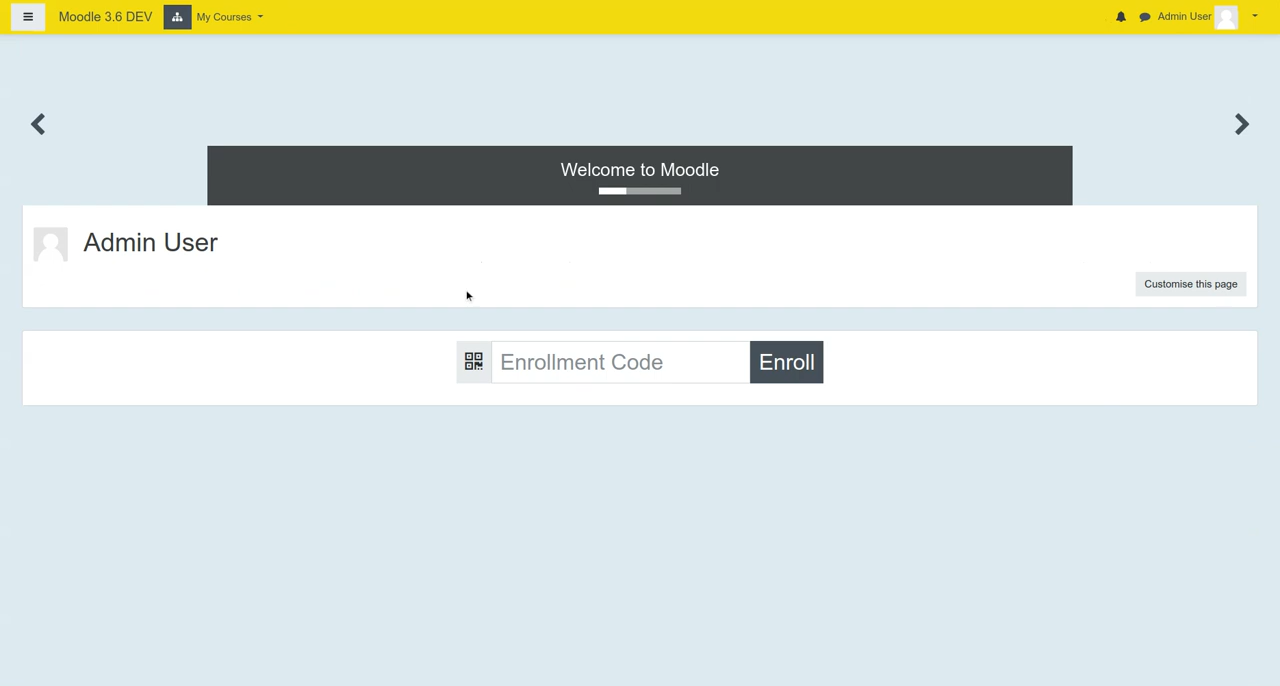 Moodle 3.6 DEV My Courses Admin User
Welcome to Moodle
Admin User
Customise this page
Enrollment Code Enroll